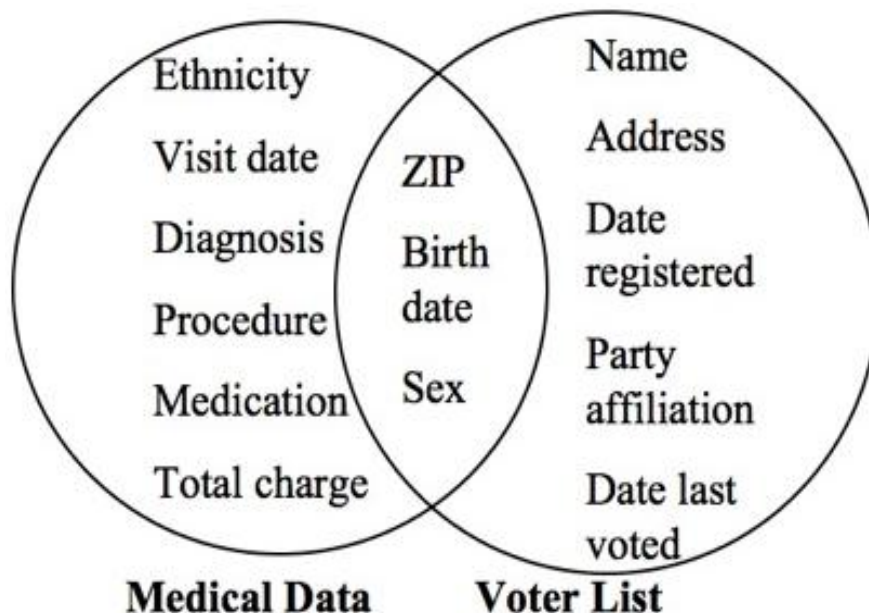 Ethnicity
Visit date
Diagnosis
Procedure
Medication
Total charge
ZIP
Birth
date
Sex
Name
Address
Date
registered
Party
affiliation
Date last
voted
Medical Data
Voter List